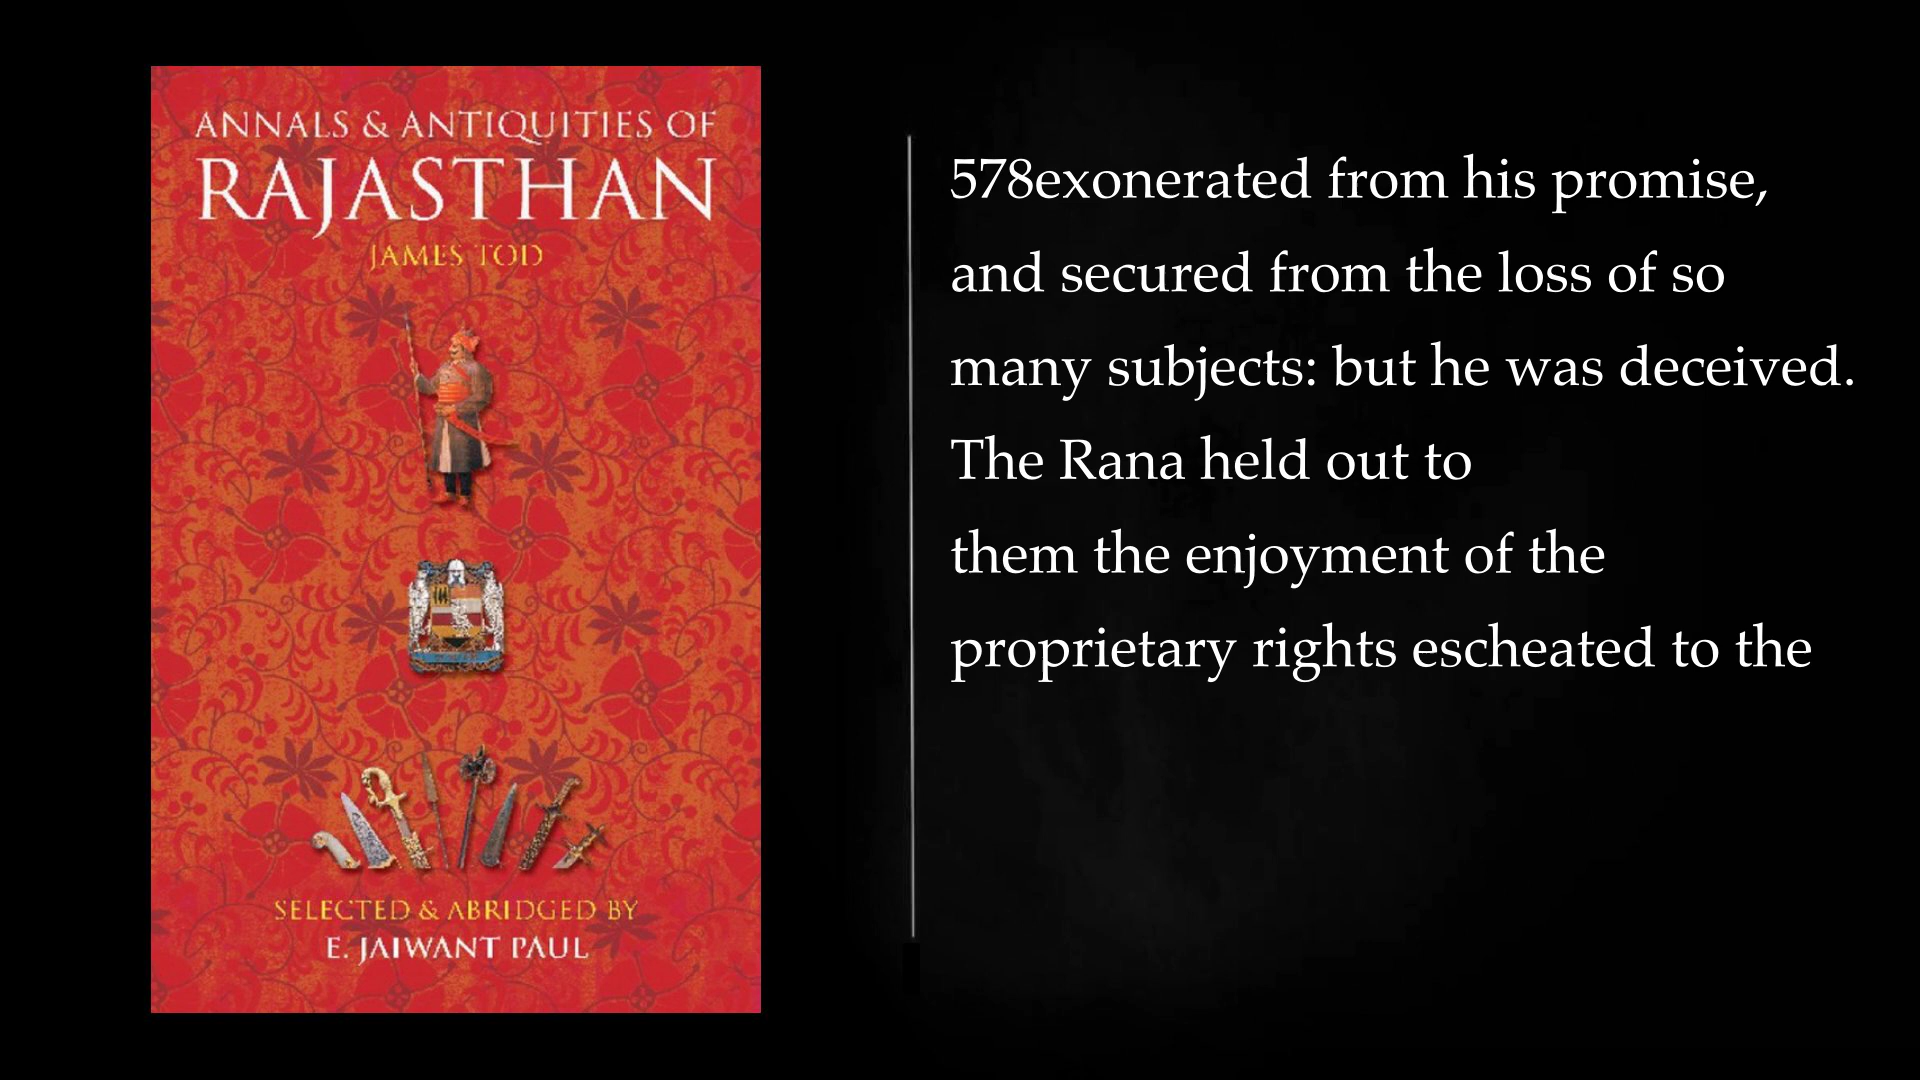 ANNALS & ANTIQUITIES OF
RAJASTHAN
JAMES TOD
SELECTED & ABRIDGED BY
E. JAIWANT PAUL
578exonerated from his promise,
and secured from the loss of so
many subjects: but he was deceived.
The Rana held out to
them the enjoyment of the
proprietary rights escheated to the